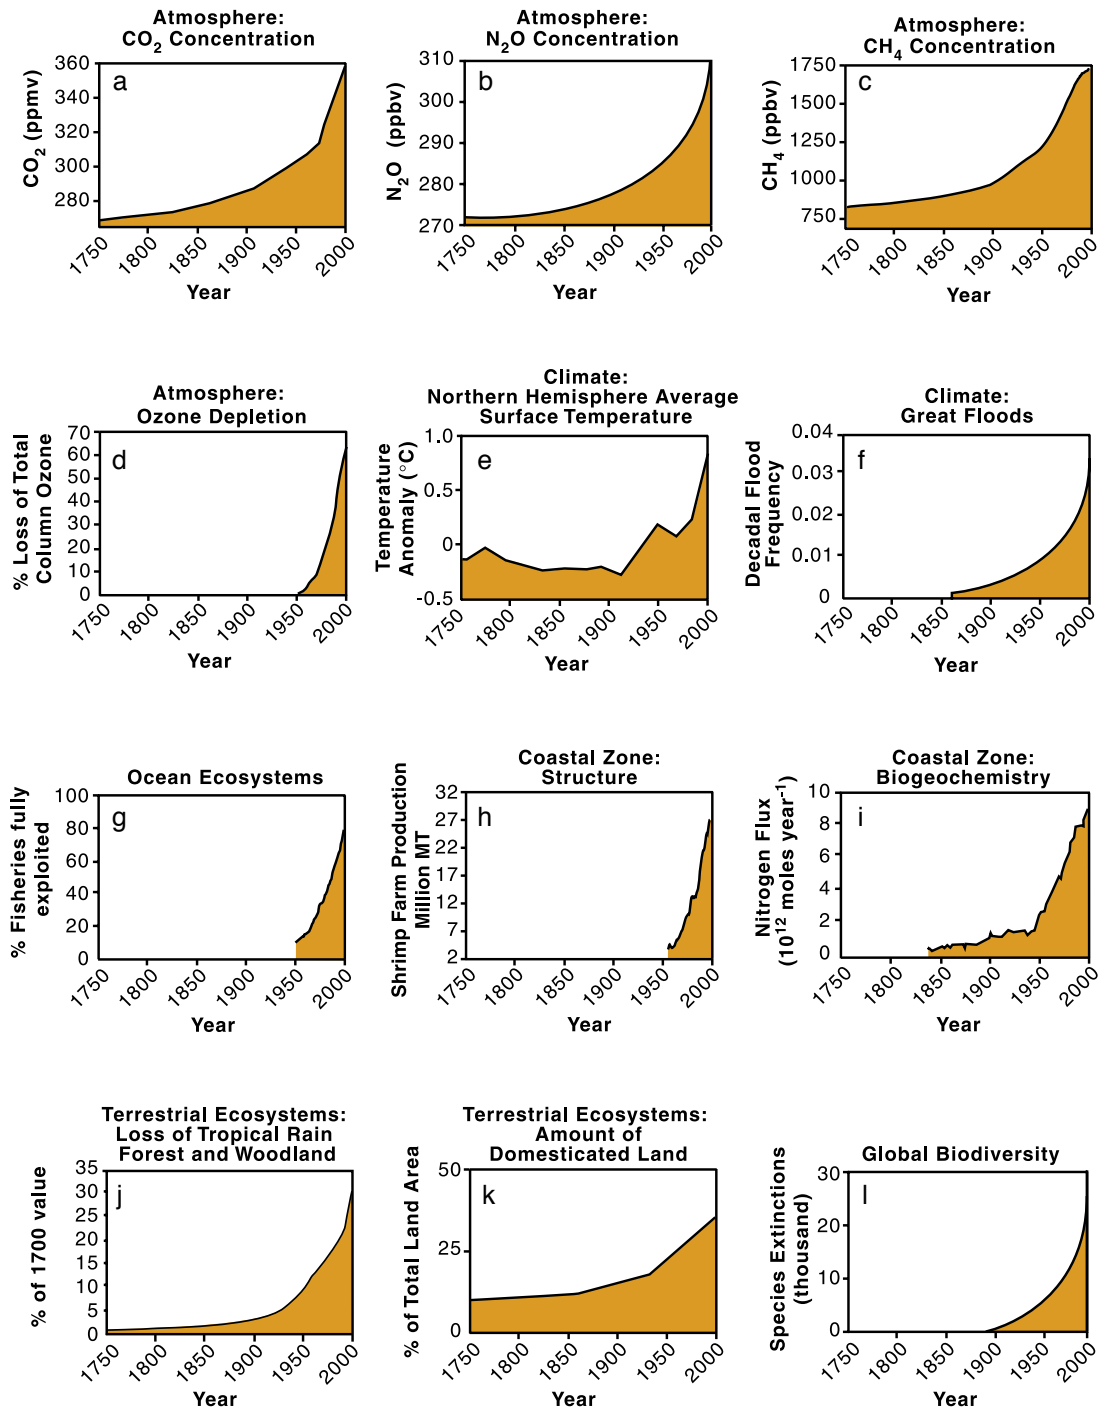 Atmosphere:
CO2 Concentration
a
CO2 (ppmv)
360
340
320
300
280
1750
1800
1850
1900
1950
2000
Year
Atmosphere:
N2O Concentration
b
N2O (ppbv)
310
300
290
280
270
1750
1800
1850
1900
1950
2000
Year
Atmosphere:
CH4 Concentration
c
CH4 (ppbv)
1750
1500
1250
1000
750
1750
1800
1850
1900
1950
2000
Year
Atmosphere:
Ozone Depletion
d
% Loss of Total
Column Ozone
70
60
50
40
30
20
10
0
1750
1800
1850
1900
1950
2000
Year
Climate:
Northern Hemisphere Average
Surface Temperature
e
Temperature
Anomaly (°C)
1.0
0.5
0
-0.5
1750
1800
1850
1900
1950
2000
Year
Climate:
Great Floods
f
Decadal Flood
Frequency
0.04
0.03
0.02
0.01
0
1750
1800
1850
1900
1950
2000
Year
Ocean Ecosystems
g
% Fisheries fully
exploited
100
80
60
40
20
0
1750
1800
1850
1900
1950
2000
Year
Coastal Zone:
Structure
h
Shrimp Farm Production
Million MT
32
27
22
17
12
7
2
1750
1800
1850
1900
1950
2000
Year
Coastal Zone:
Biogeochemistry
i
Nitrogen Flux
(10^12 moles year^-1)
10
8
6
4
2
0
1750
1800
1850
1900
1950
2000
Year
Terrestrial Ecosystems:
Loss of Tropical Rain
Forest and Woodland
j
% of 1700 value
35
30
25
20
15
10
5
0
1750
1800
1850
1900
1950
2000
Year
Terrestrial Ecosystems:
Amount of
Domesticated Land
k
% of Total Land Area
50
25
0
1750
1800
1850
1900
1950
2000
Year
Global Biodiversity
l
Species Extinctions
(thousand)
30
20
10
0
1750
1800
1850
1900
1950
2000
Year